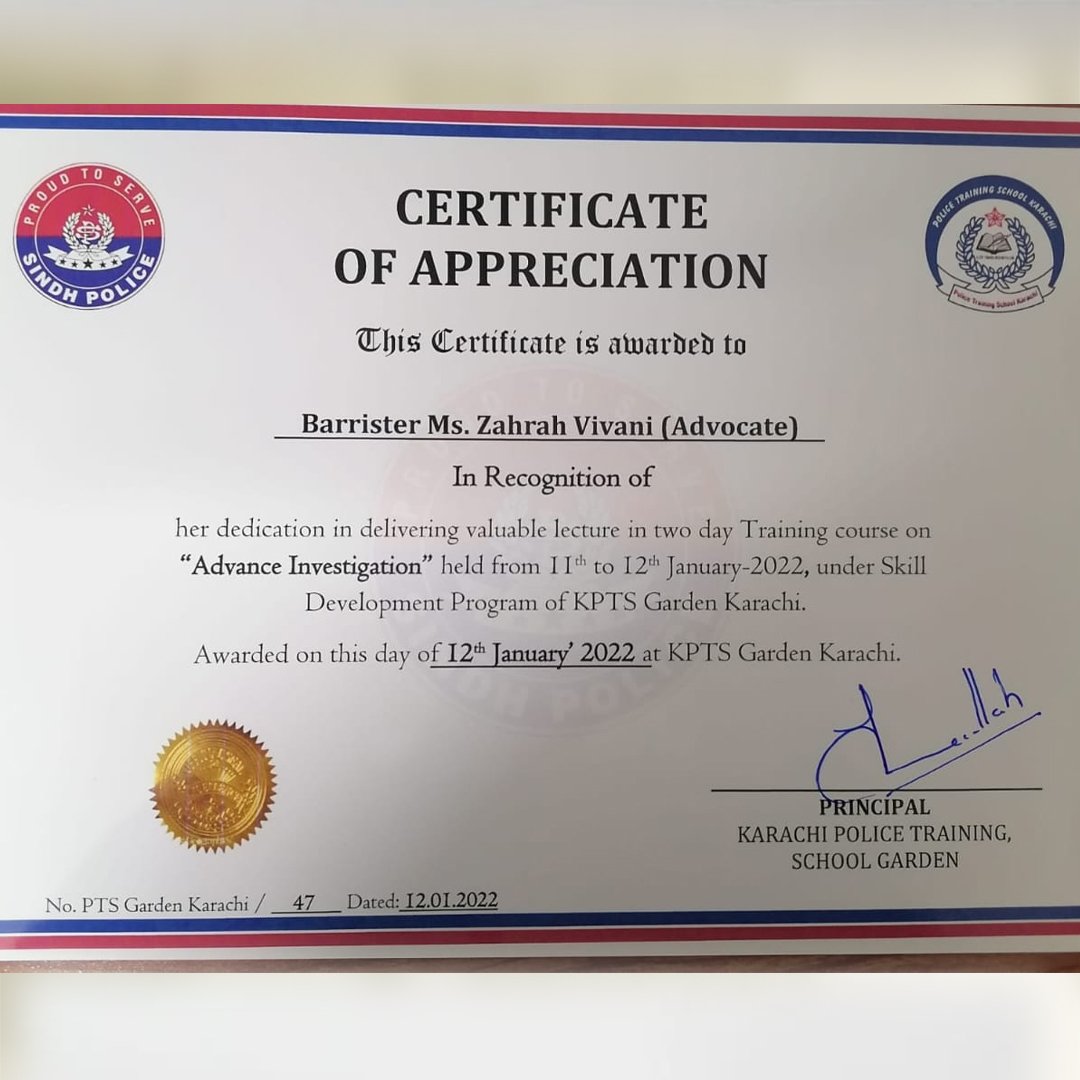 PROUD TO SERVE
SINDH POLICE
POLICE TRAINING SCHOOL KARACHI
Police Training School Karachi
CERTIFICATE
OF APPRECIATION
This Certificate is awarded to
Barrister Ms. Zahrah Vivani (Advocate)
In Recognition of
her dedication in delivering valuable lecture in two day Training course on
“Advance Investigation” held from 11th to 12th January-2022, under Skill
Development Program of KPTS Garden Karachi.
Awarded on this day of 12th January’ 2022 at KPTS Garden Karachi.
PRINCIPAL
KARACHI POLICE TRAINING,
SCHOOL GARDEN
No. PTS Garden Karachi / 47 Dated: 12.01.2022